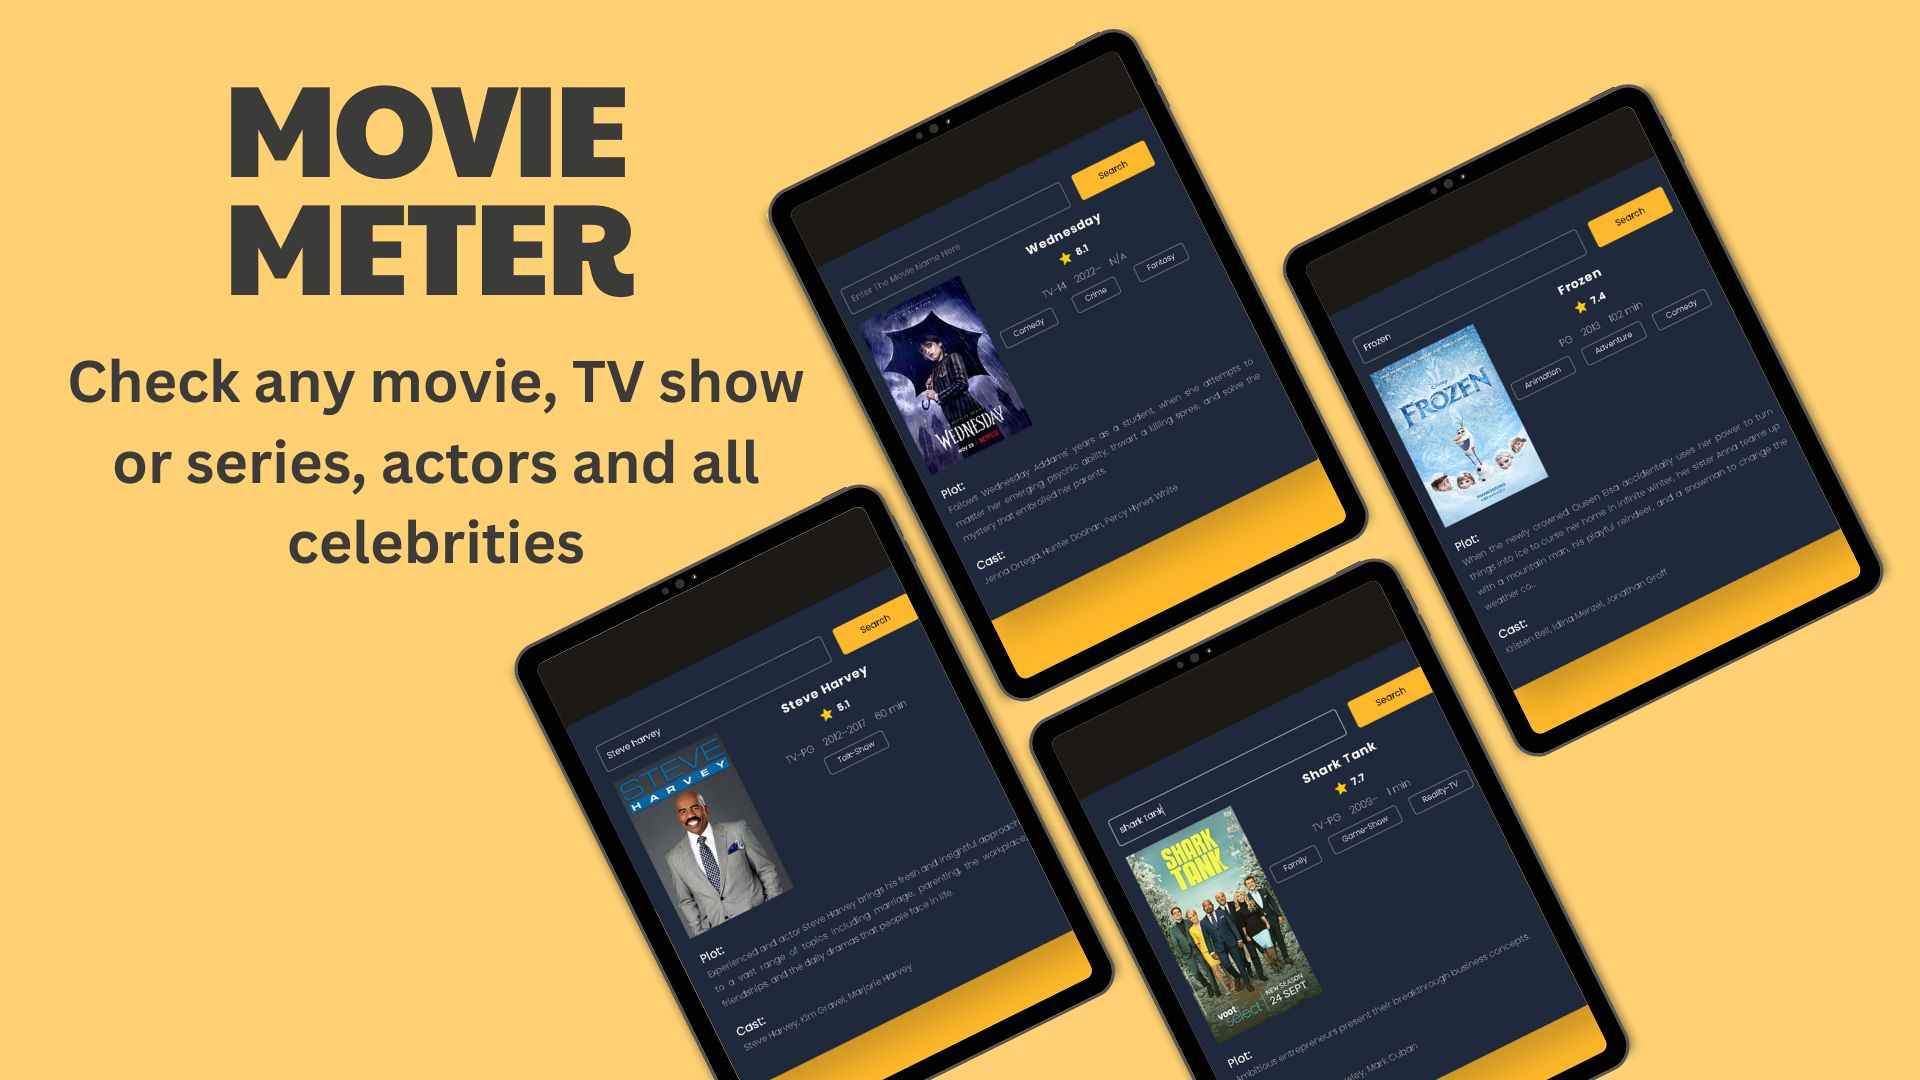 MOVIE
METER
Check any movie, TV show
or series, actors and all
celebrities
Search
Enter The Movie Name Here
Wednesday
8.1
TV-14 2022– N/A
Comedy Crime Fantasy
WEDNESDAY
NOV 23 | NETFLIX
Plot:
Follows Wednesday Addams' years as a student, when she attempts to
master her emerging psychic ability, thwart a killing spree, and solve the
mystery that embroiled her parents.
Cast:
Jenna Ortega, Hunter Doohan, Percy Hynes White
Search
Frozen
Frozen
7.4
PG 2013 102 min
Animation Adventure Comedy
Disney
FROZEN
Plot:
When the newly crowned Queen Elsa accidentally uses her power to turn
things into ice to curse her home in infinite winter, her sister Anna teams up
with a mountain man, his playful reindeer, and a snowman to change the
weather co...
Cast:
Kristen Bell, Idina Menzel, Jonathan Groff
Search
Steve harvey
Steve Harvey
5.1
TV-PG 2012–2017 60 min
Talk-Show
STEVE
HARVEY
Plot:
Experienced and actor Steve Harvey brings his fresh and insightful approach
to a vast range of topics including marriage, parenting, the workplace,
friendships, and the daily dramas that people face in life.
Cast:
Steve Harvey, Kim Gravel, Marjorie Harvey
Search
shark tank
Shark Tank
7.7
TV-PG 2009– 1 min
Family Game-Show Reality-TV
SHARK
TANK
voot
select
NEW SEASON
24 SEPT
Plot:
Ambitious entrepreneurs present their breakthrough business concepts.
Mark Cuban